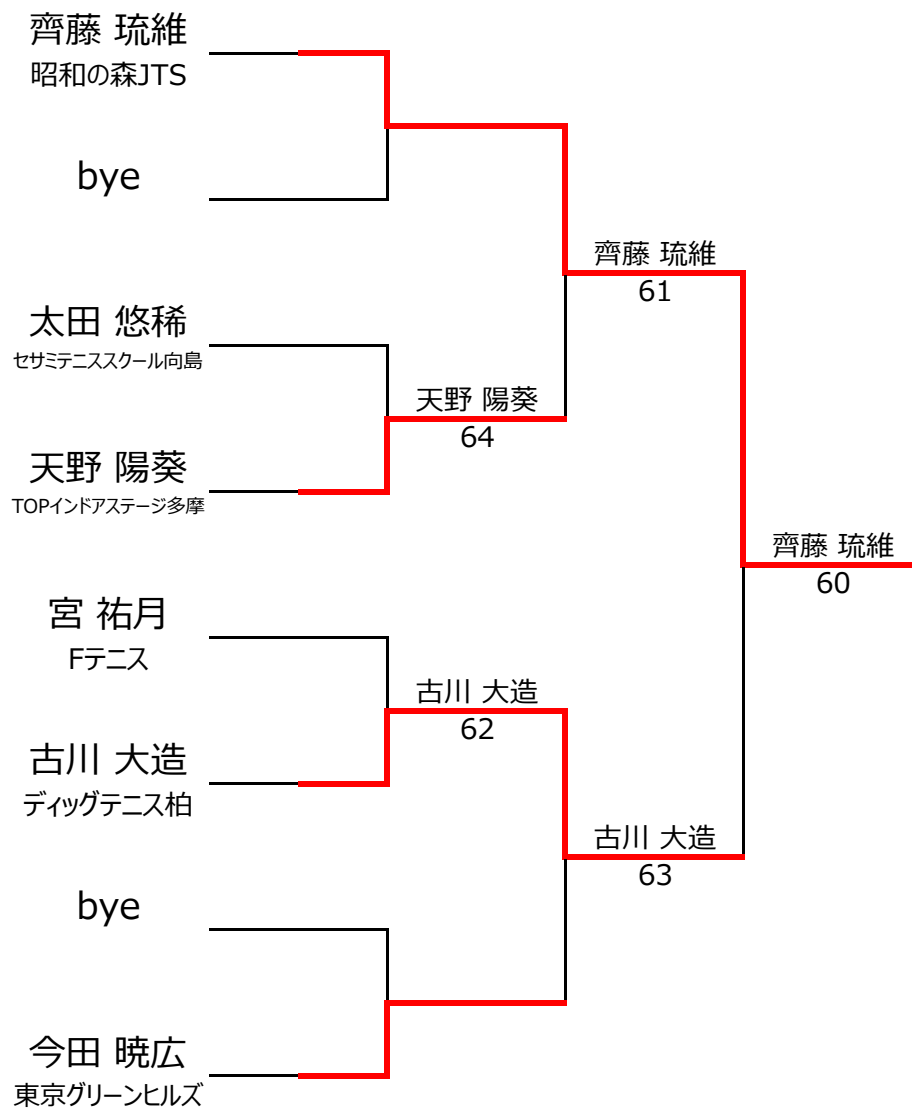 齊藤 琉維
昭和の森JTS
bye
齊藤 琉維
61
太田 悠稀
セサミテニススクール向島
天野 陽葵
64
天野 陽葵
TOPインドアステージ多摩
齊藤 琉維
60
宮 祐月
Fテニス
古川 大造
62
古川 大造
ディッグテニス柏
古川 大造
63
bye
今田 暁広
東京グリーンヒルズ